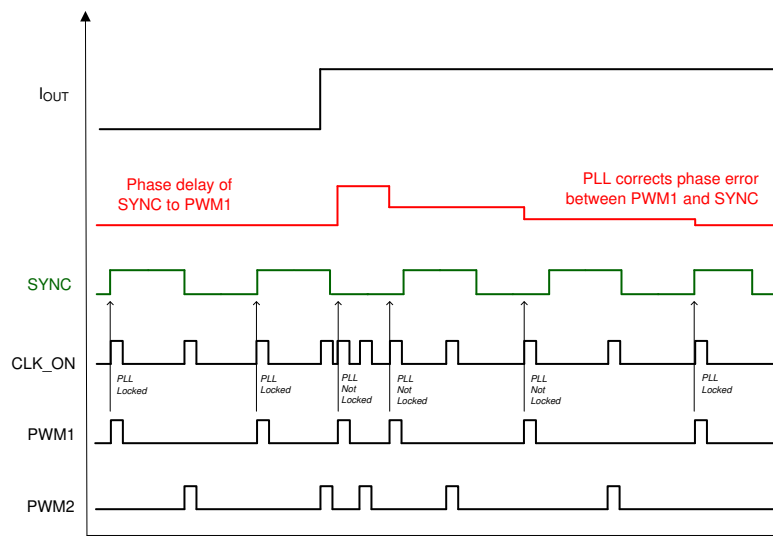 IOUT
Phase delay of
SYNC to PWM1
PLL corrects phase error
between PWM1 and SYNC
SYNC
CLK_ON
PLL
Locked
PLL
Locked
PLL
Not
Locked
PLL
Not
Locked
PLL
Not
Locked
PLL
Locked
PWM1
PWM2